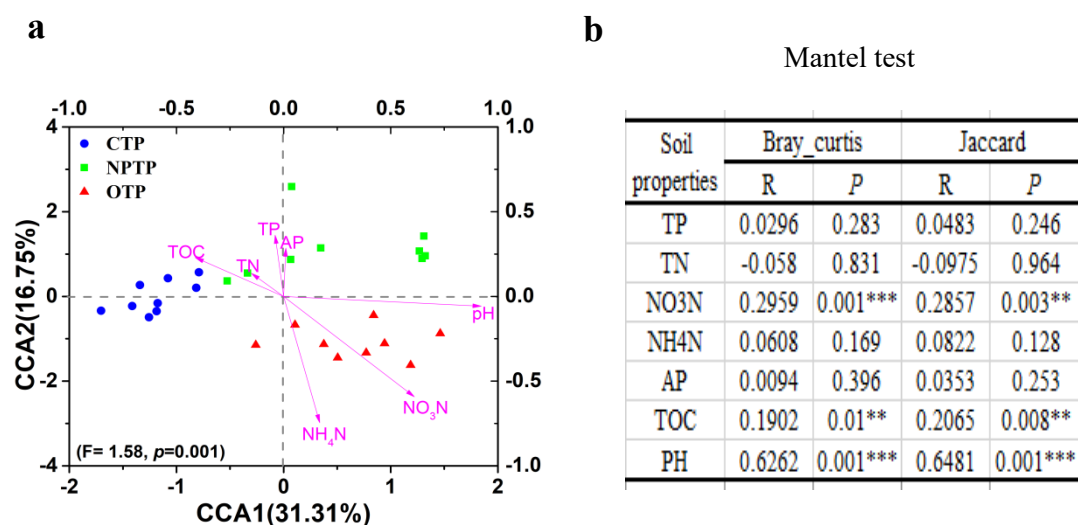 a
-1.0 -0.5 0.0 0.5 1.0
4 1.0
CTP
NPTP
OTP
2 0.5
TP
AP
TOC
TN
0 0.0
pH
-2 -0.5
NO₃N
NH₄N
(F= 1.58, p=0.001)
-4 -1.0
-2 -1 0 1 2
CCA1(31.31%)
CCA2(16.75%)
b
Mantel test
Soil properties Bray_curtis Jaccard
R P R P
TP 0.0296 0.283 0.0483 0.246
TN -0.058 0.831 -0.0975 0.964
NO3N 0.2959 0.001*** 0.2857 0.003**
NH4N 0.0608 0.169 0.0822 0.128
AP 0.0094 0.396 0.0353 0.253
TOC 0.1902 0.01** 0.2065 0.008**
PH 0.6262 0.001*** 0.6481 0.001***